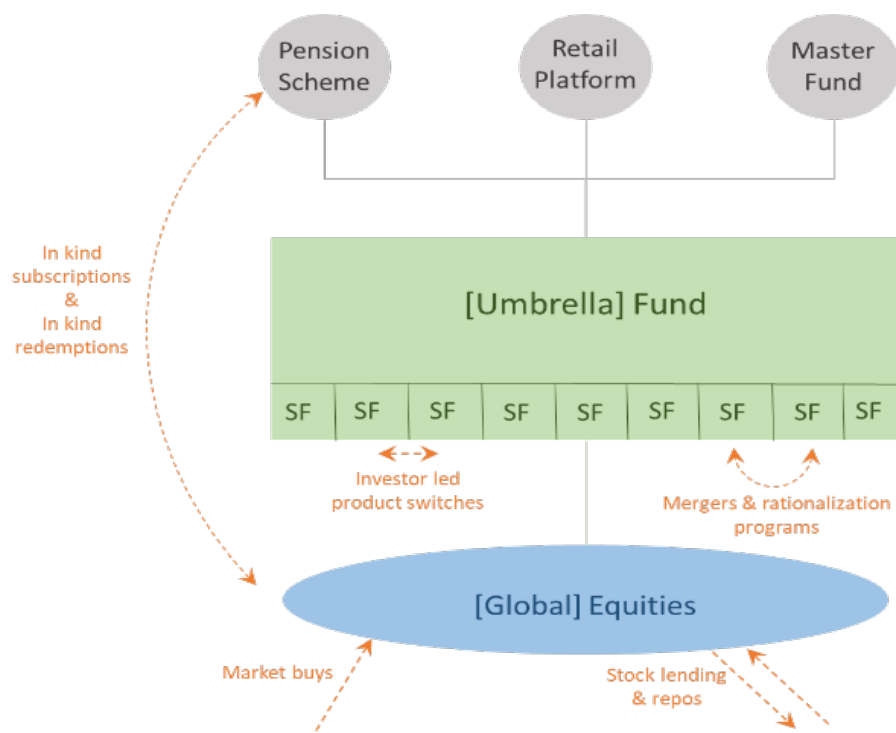 Pension
Scheme
Retail
Platform
Master
Fund
In kind
subscriptions
&
In kind
redemptions
[Umbrella] Fund
SF SF SF SF SF SF SF SF SF
Investor led
product switches
Mergers & rationalization
programs
[Global] Equities
Market buys
Stock lending
& repos